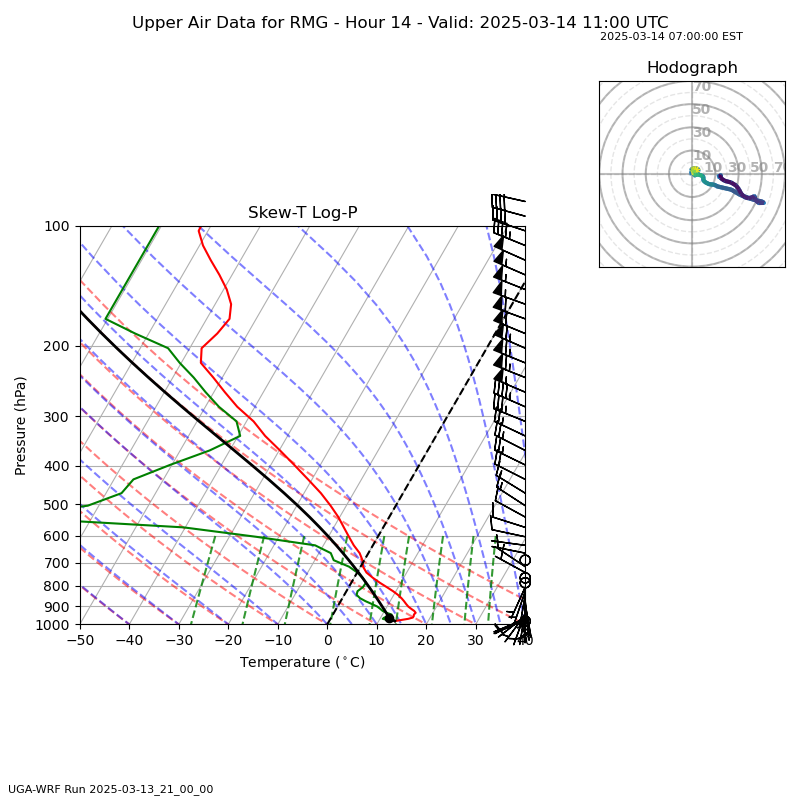 Upper Air Data for RMG - Hour 14 - Valid: 2025-03-14 11:00 UTC
2025-03-14 07:00:00 EST
Hodograph
70
50
30
10
10 30 50 70
Skew-T Log-P
100
200
300
400
500
600
700
800
900
1000
Pressure (hPa)
−50 −40 −30 −20 −10 0 10 20 30 40
Temperature (°C)
UGA-WRF Run 2025-03-13_21_00_00